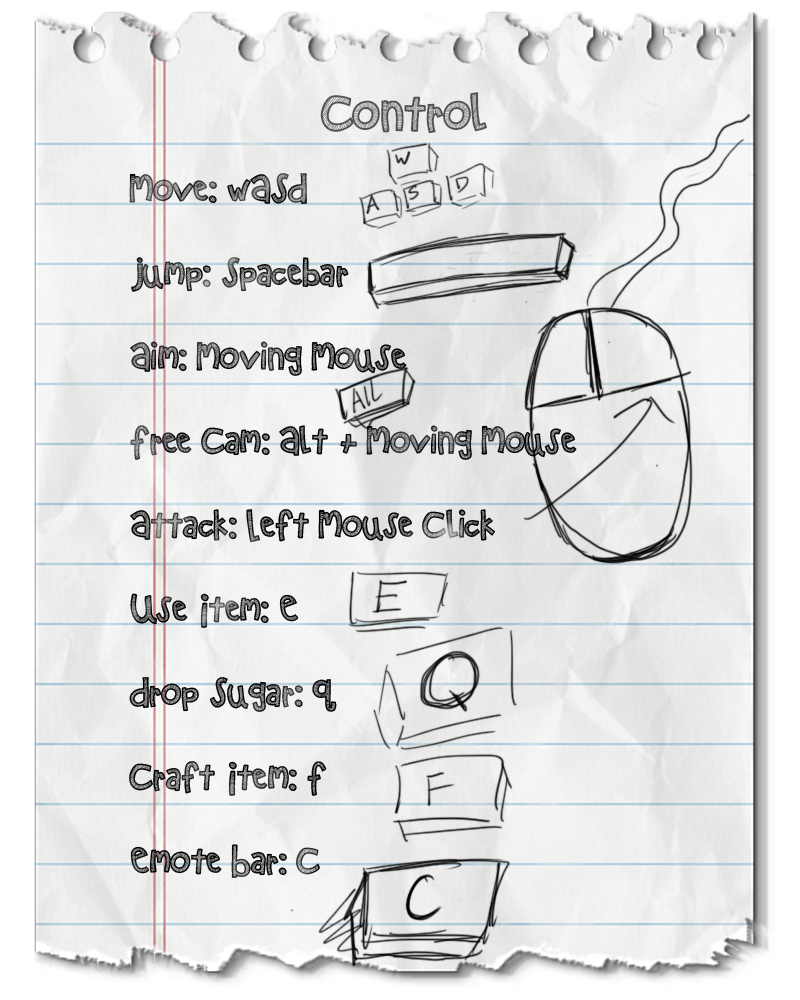 Control
W
Move: wasd
A S D
jump: Spacebar
aim: Moving Mouse
Alt
free Cam: alt + Moving Mouse
attack: Left Mouse Click
Use item: e
E
drop Sugar: q
Q
Craft item: f
F
emote bar: C
C